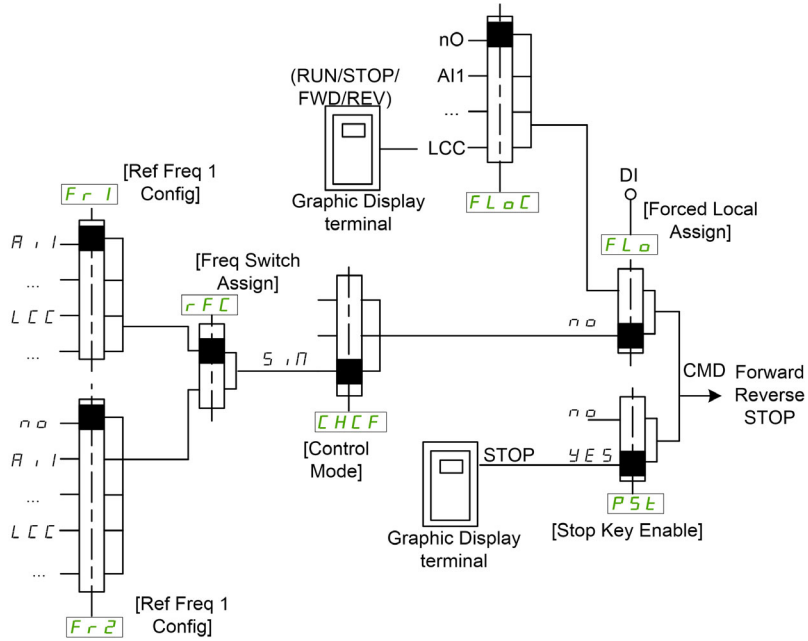 nO
AI1
...
LCC
(RUN/STOP/
FWD/REV)
Graphic Display
terminal
FLoC
DI
[Forced Local
Assign]
FLo
[Ref Freq 1
Config]
Fr1
Ai1
...
LCC
...
[Freq Switch
Assign]
rFC
SiM
no
CHCF
[Control
Mode]
CMD
Forward
Reverse
STOP
no
Ai1
...
LCC
...
no
STOP
YES
PSt
[Stop Key Enable]
Graphic Display
terminal
[Ref Freq 1
Config]
Fr2